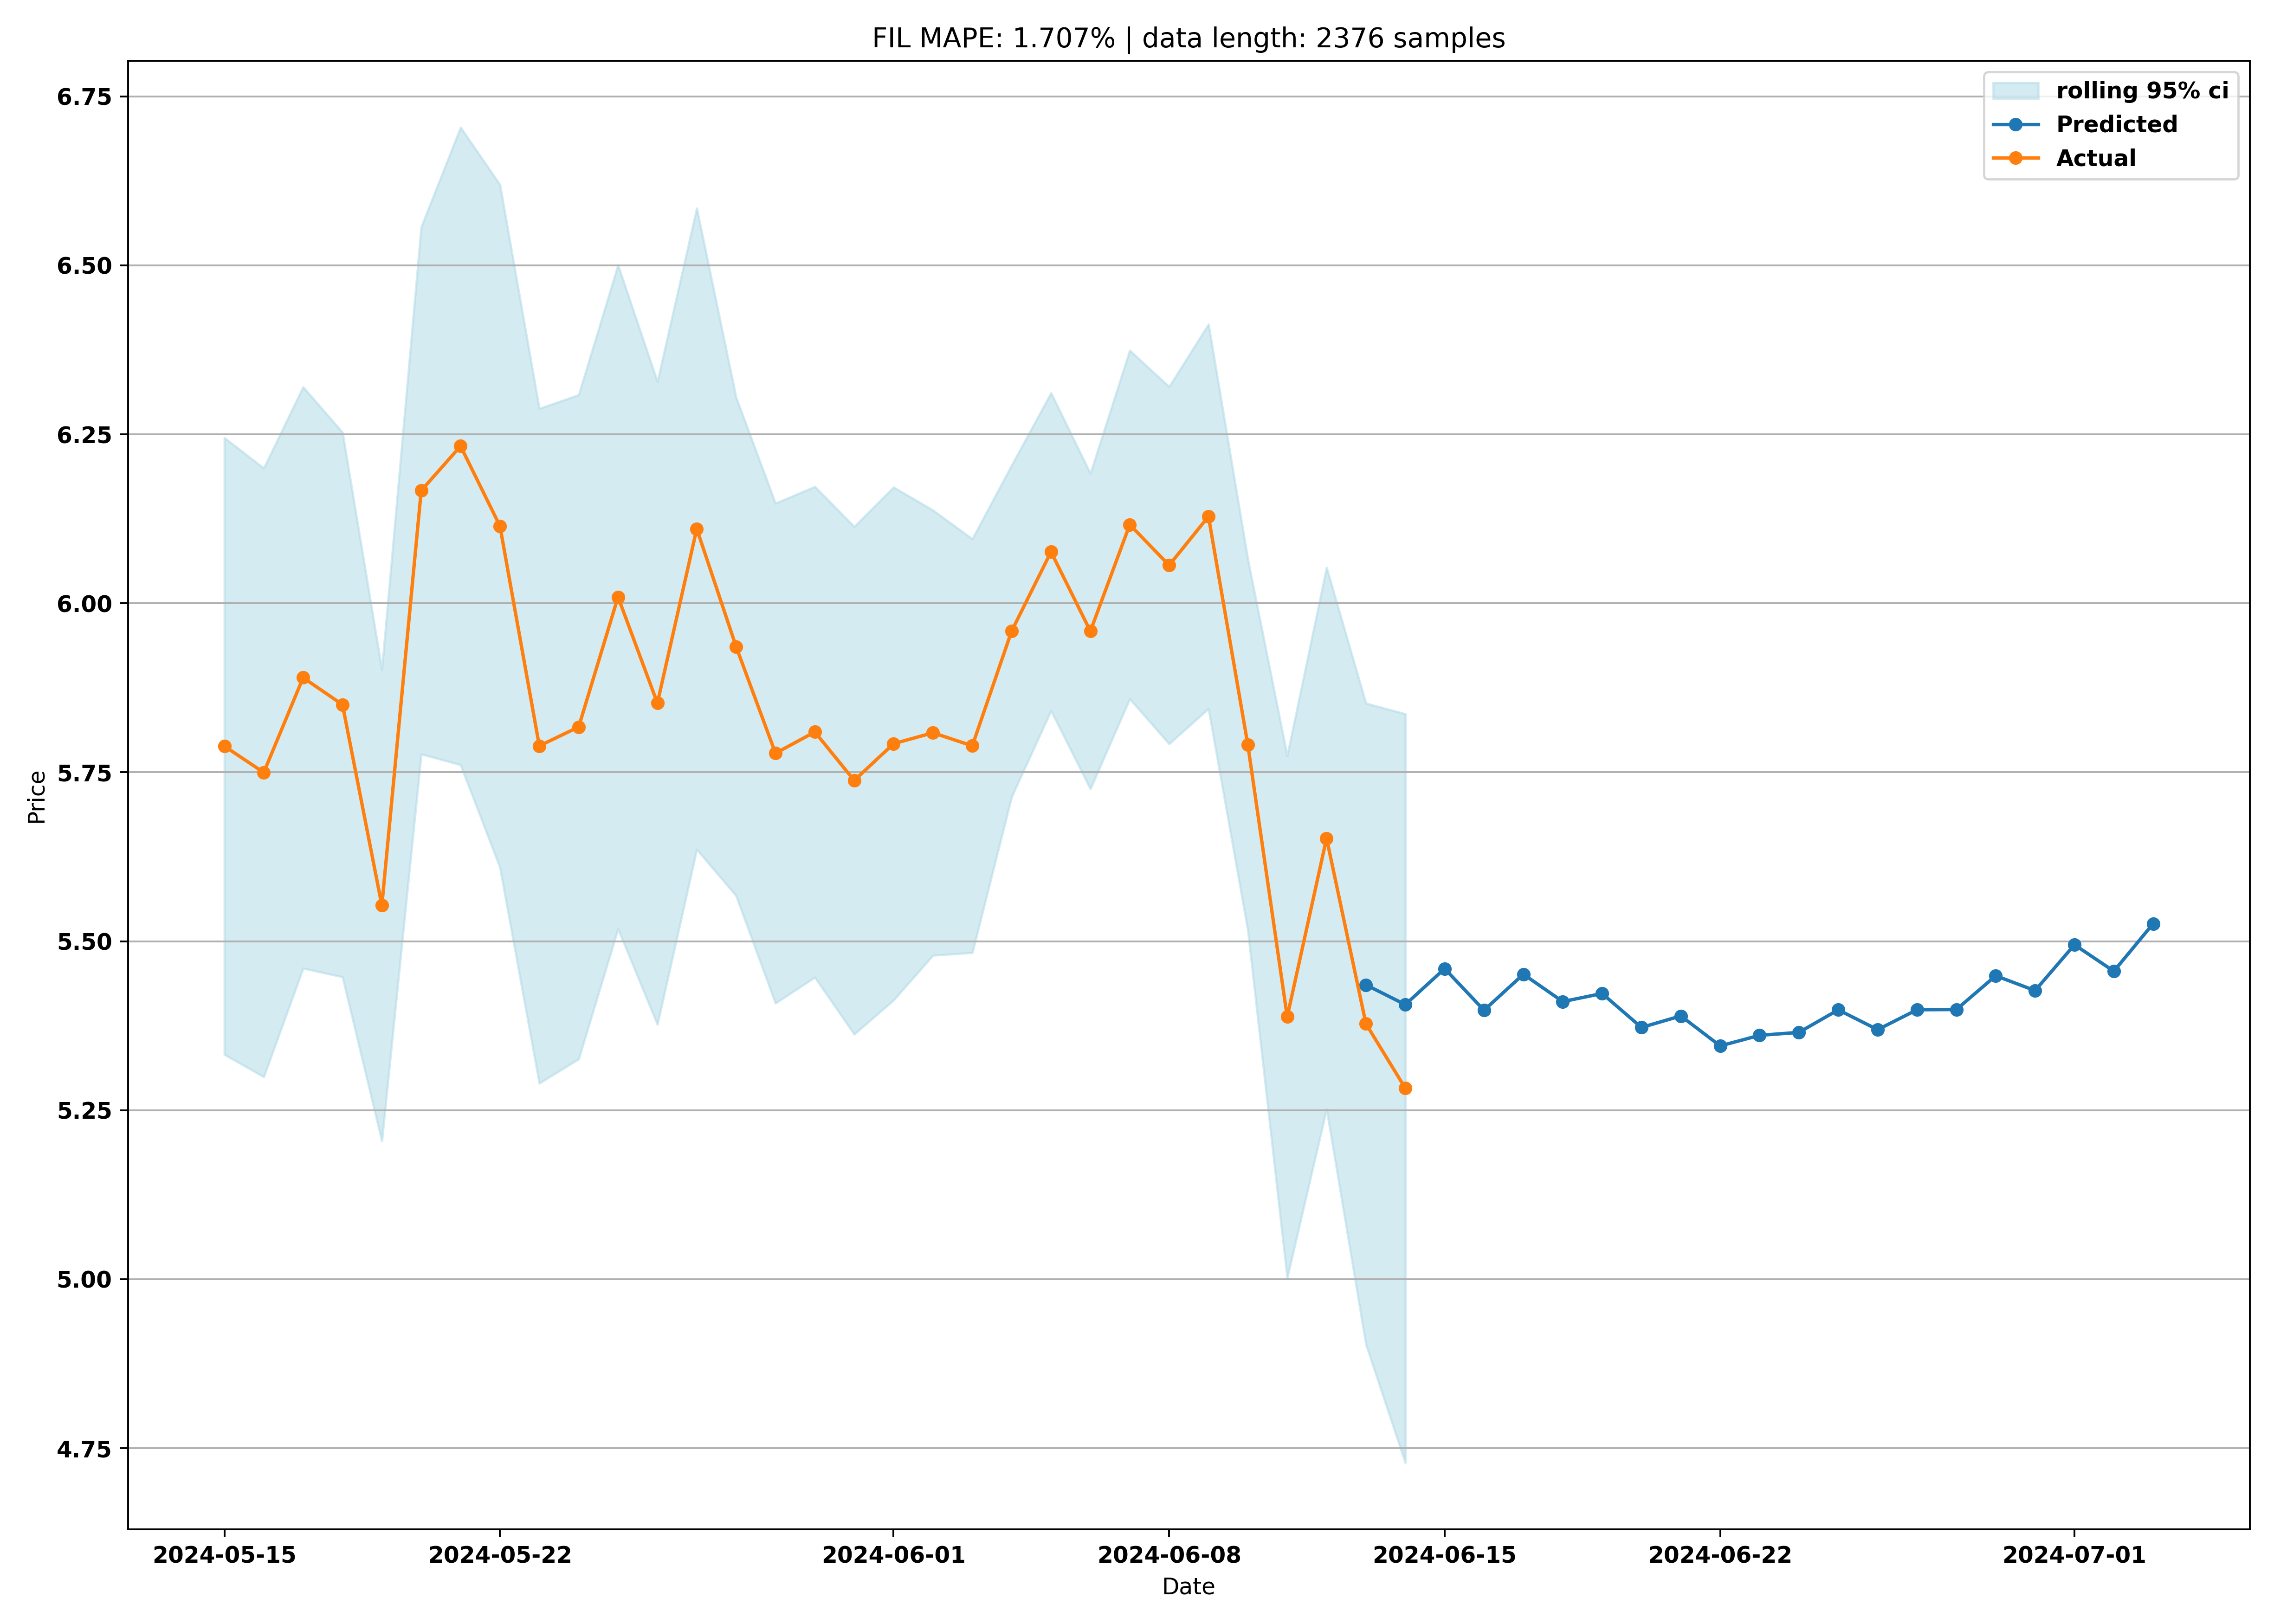 FIL MAPE: 1.707% | data length: 2376 samples
rolling 95% ci
Predicted
Actual
6.75
6.50
6.25
6.00
5.75
5.50
5.25
5.00
4.75
Price
2024-05-15 2024-05-22 2024-06-01 2024-06-08 2024-06-15 2024-06-22 2024-07-01
Date